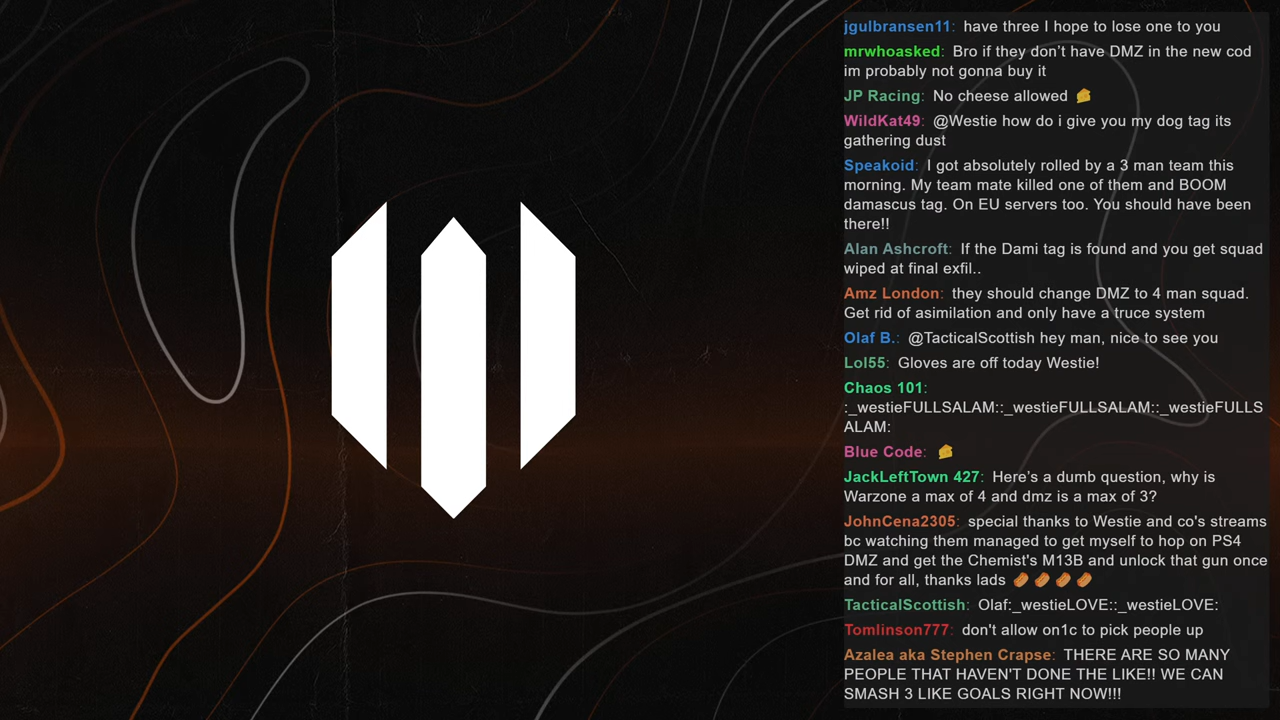 jgulbransen11: have three I hope to lose one to you
mrwhoasked: Bro if they don’t have DMZ in the new cod
im probably not gonna buy it
JP Racing: No cheese allowed 🧀
WildKat49: @Westie how do i give you my dog tag its
gathering dust
Speakoid: I got absolutely rolled by a 3 man team this
morning. My team mate killed one of them and BOOM
damascus tag. On EU servers too. You should have been
there!!
Alan Ashcroft: If the Dami tag is found and you get squad
wiped at final exfil..
Amz London: they should change DMZ to 4 man squad.
Get rid of asimilation and only have a truce system
Olaf B.: @TacticalScottish hey man, nice to see you
Lol55: Gloves are off today Westie!
Chaos 101:
:_westieFULLSALAM::_westieFULLSALAM::_westieFULLS
ALAM:
Blue Code: 🧀
JackLeftTown 427: Here’s a dumb question, why is
Warzone a max of 4 and dmz is a max of 3?
JohnCena2305: special thanks to Westie and co's streams
bc watching them managed to get myself to hop on PS4
DMZ and get the Chemist's M13B and unlock that gun once
and for all, thanks lads 🥜 🥜 🥜 🥜
TacticalScottish: Olaf:_westieLOVE::_westieLOVE:
Tomlinson777: don't allow on1c to pick people up
Azalea aka Stephen Crapse: THERE ARE SO MANY
PEOPLE THAT HAVEN'T DONE THE LIKE!! WE CAN
SMASH 3 LIKE GOALS RIGHT NOW!!!